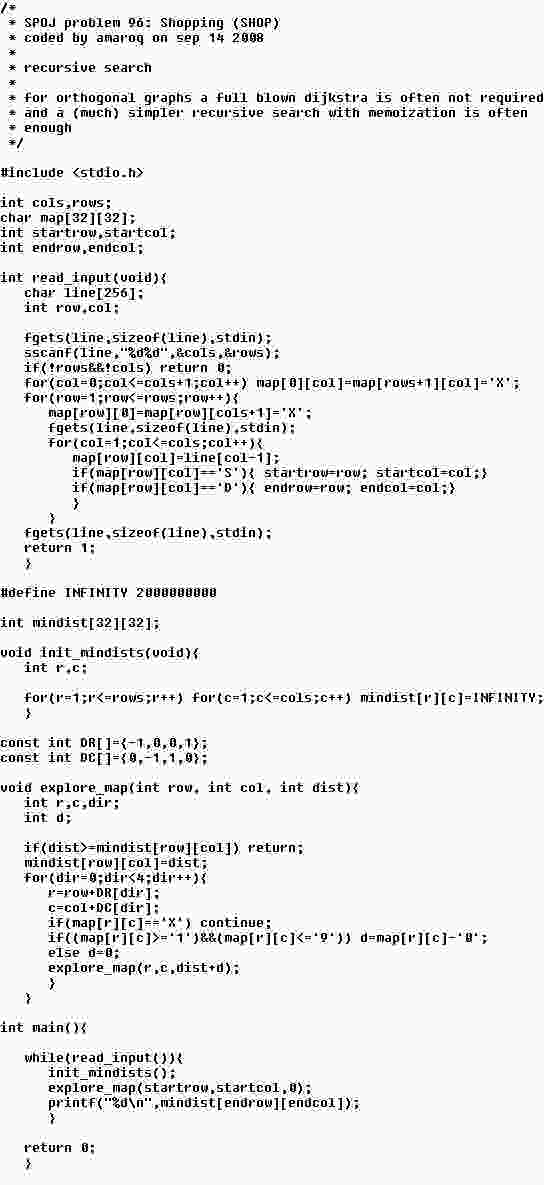 /*
 * SPOJ problem 96: Shopping (SHOP)
 * coded by amaroq on sep 14 2008
 *
 * recursive search
 *
 * for orthogonal graphs a full blown dijkstra is often not required
 * and a (much) simpler recursive search with memoization is often
 * enough
 */

#include <stdio.h>

int cols,rows;
char map[32][32];
int startrow,startcol;
int endrow,endcol;

int read_input(void){
   char line[256];
   int row,col;

   fgets(line,sizeof(line),stdin);
   sscanf(line,"%d%d",&cols,&rows);
   if(!rows&&!cols) return 0;
   for(col=0;col<=cols+1;col++) map[0][col]=map[rows+1][col]='X';
   for(row=1;row<=rows;row++){
      map[row][0]=map[row][cols+1]='X';
      fgets(line,sizeof(line),stdin);
      for(col=1;col<=cols;col++){
         map[row][col]=line[col-1];
         if(map[row][col]=='S'){ startrow=row; startcol=col;}
         if(map[row][col]=='D'){ endrow=row; endcol=col;}
         }
      }
   fgets(line,sizeof(line),stdin);
   return 1;
   }

#define INFINITY 2000000000

int mindist[32][32];

void init_mindists(void){
   int r,c;

   for(r=1;r<=rows;r++) for(c=1;c<=cols;c++) mindist[r][c]=INFINITY;
   }

const int DR[]={-1,0,0,1};
const int DC[]={0,-1,1,0};

void explore_map(int row, int col, int dist){
   int r,c,dir;
   int d;

   if(dist>=mindist[row][col]) return;
   mindist[row][col]=dist;
   for(dir=0;dir<4;dir++){
      r=row+DR[dir];
      c=col+DC[dir];
      if(map[r][c]=='X') continue;
      if((map[r][c]>='1')&&(map[r][c]<='9')) d=map[r][c]-'0';
      else d=0;
      explore_map(r,c,dist+d);
      }
   }

int main(){

   while(read_input()){
      init_mindists();
      explore_map(startrow,startcol,0);
      printf("%d\n",mindist[endrow][endcol]);
      }

   return 0;
   }